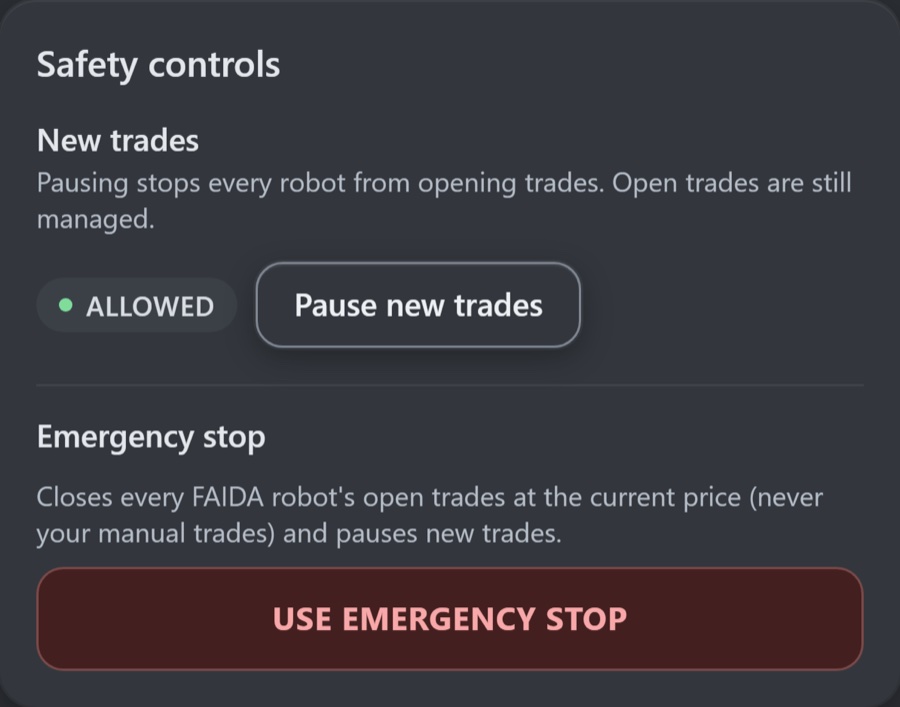 Safety controls
New trades
Pausing stops every robot from opening trades. Open trades are still
managed.
ALLOWED
Pause new trades
Emergency stop
Closes every FAIDA robot's open trades at the current price (never
your manual trades) and pauses new trades.
USE EMERGENCY STOP